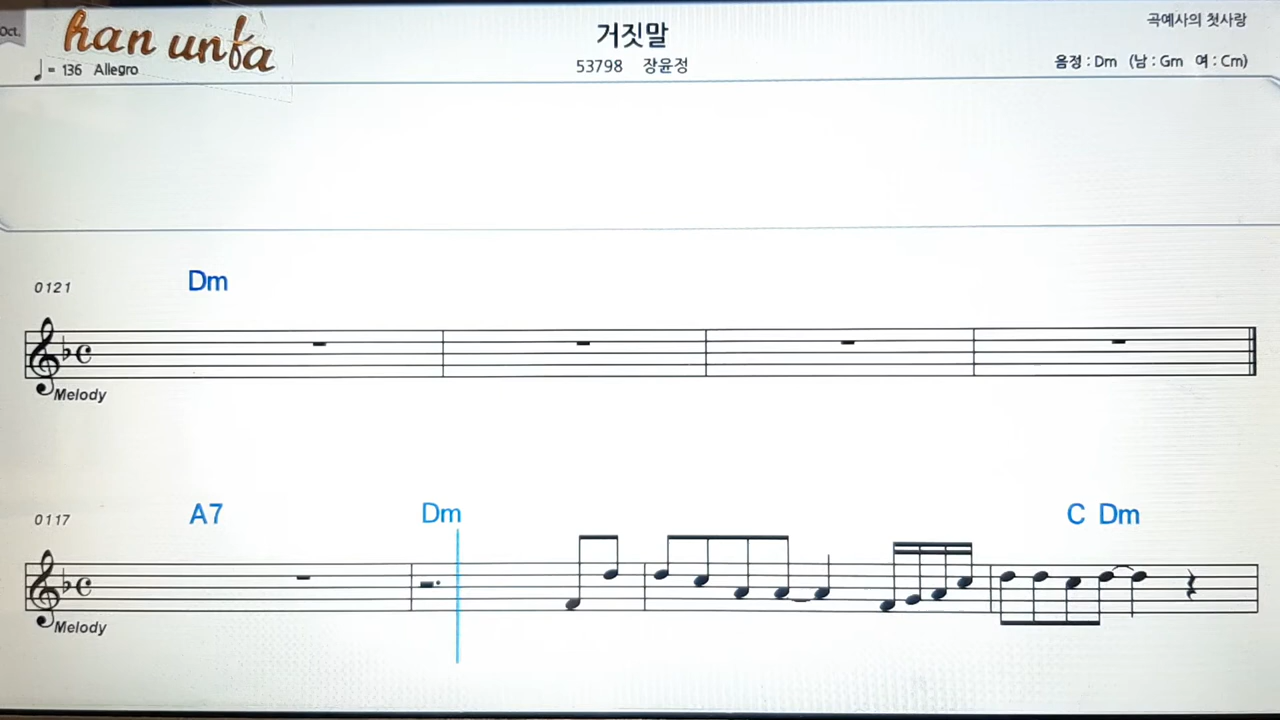 Oct.
han unfa
♩= 136 Allegro
거짓말
53798 장윤정
곡예사의 첫사랑
음정 : Dm (남 : Gm 여 : Cm)
0121
Dm
Melody
0117
A7 Dm C Dm
Melody